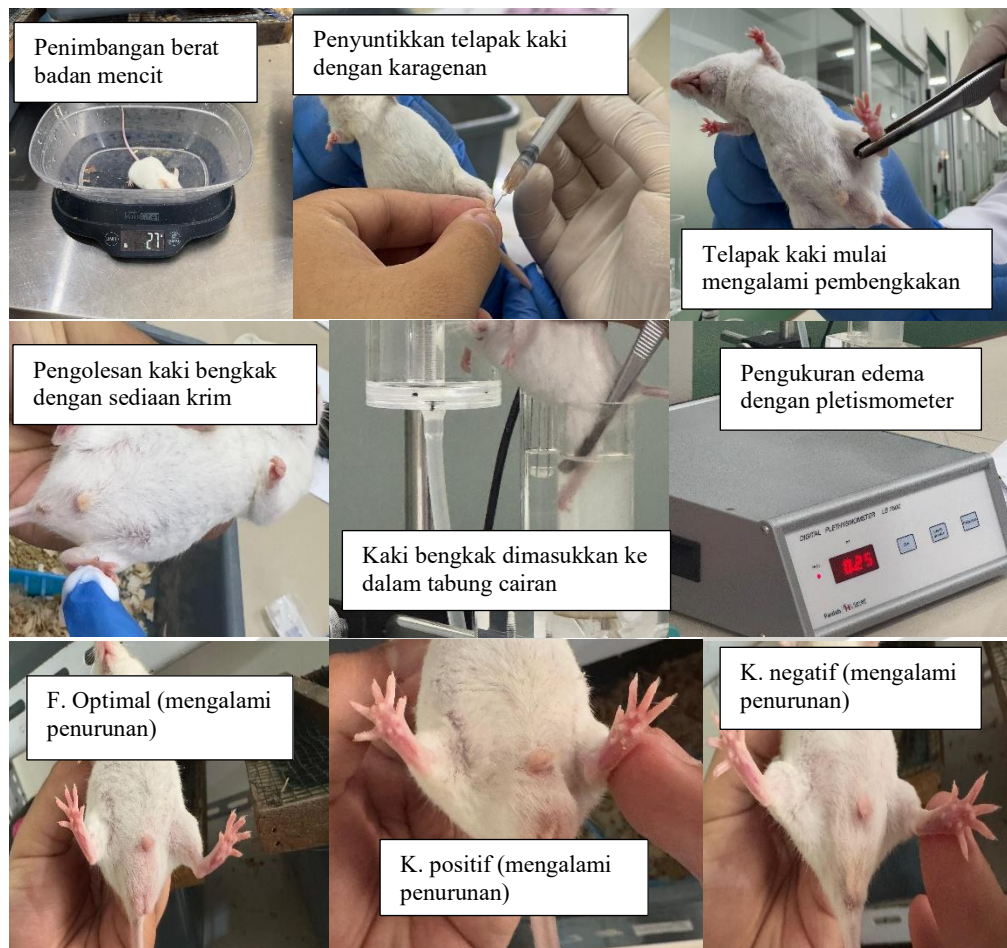 Penimbangan berat
badan mencit
Penyuntikkan telapak kaki
dengan karagenan
Telapak kaki mulai
mengalami pembengkakan
27
Pengolesan kaki bengkak
dengan sediaan krim
Kaki bengkak dimasukkan ke
dalam tabung cairan
Pengukuran edema
dengan pletismometer
DIGITAL PLETHYSMOMETER LE 7500
0.25
F. Optimal (mengalami
penurunan)
K. positif (mengalami
penurunan)
K. negatif (mengalami
penurunan)